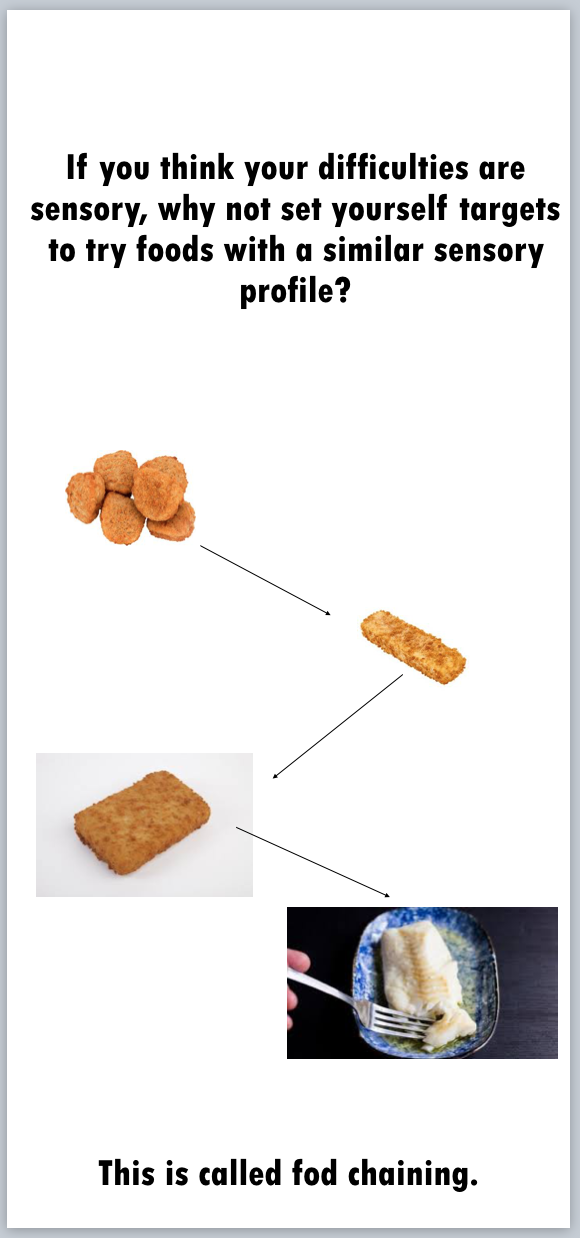 If you think your difficulties are
sensory, why not set yourself targets
to try foods with a similar sensory
profile?
This is called fod chaining.